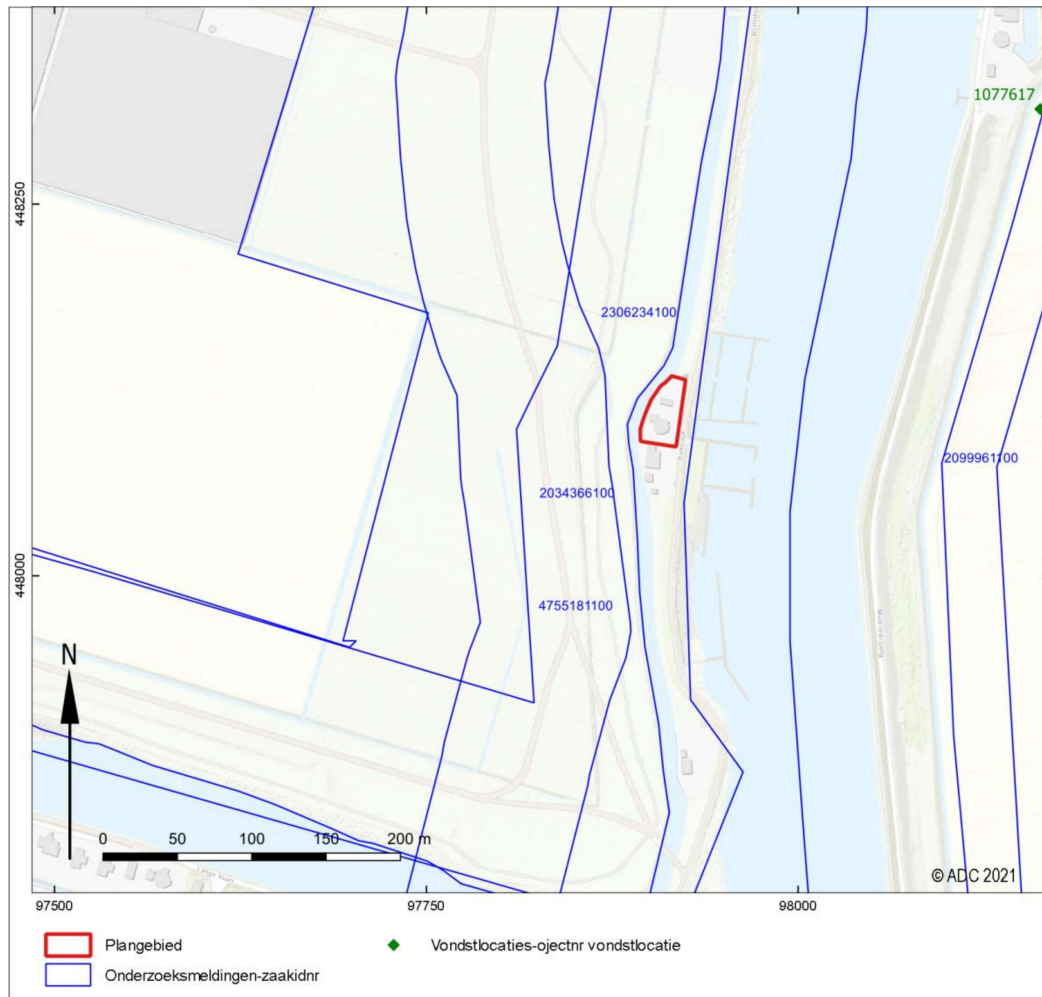 1077617
448250
2306234100
2099961100
2034366100
448000
4755181100
N
0 50 100 150 200 m
© ADC 2021
97500 97750 98000
Plangebied
Vondstlocaties-ojectnr vondstlocatie
Onderzoeksmeldingen-zaakidnr